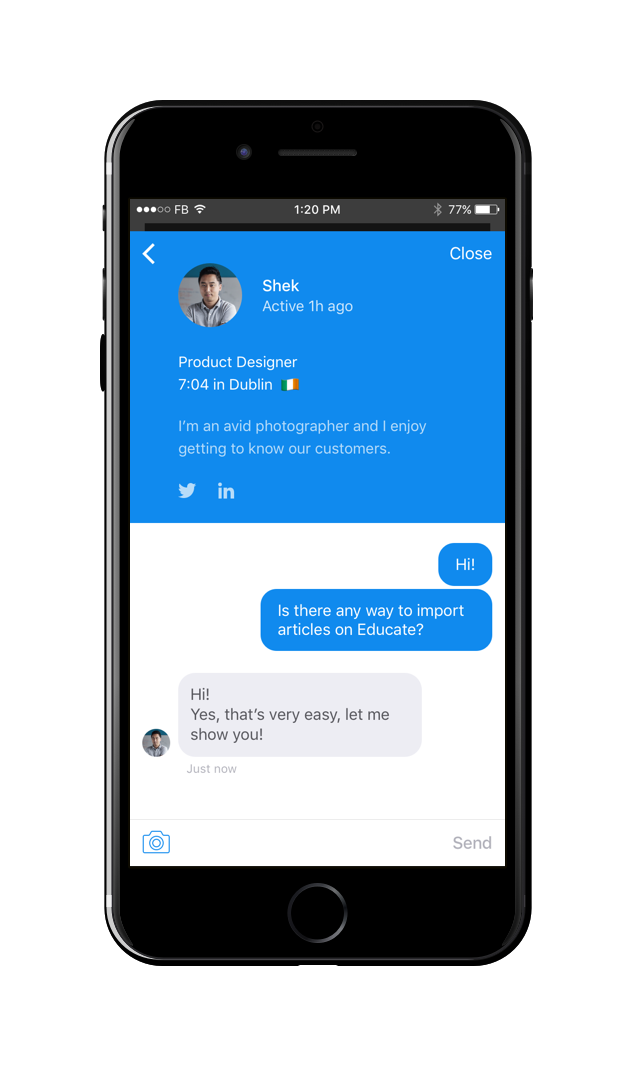 FB 1:20 PM 77%
Close
Shek
Active 1h ago
Product Designer
7:04 in Dublin
I’m an avid photographer and I enjoy
getting to know our customers.
in
Hi!
Is there any way to import
articles on Educate?
Hi!
Yes, that’s very easy, let me
show you!
Just now
Send